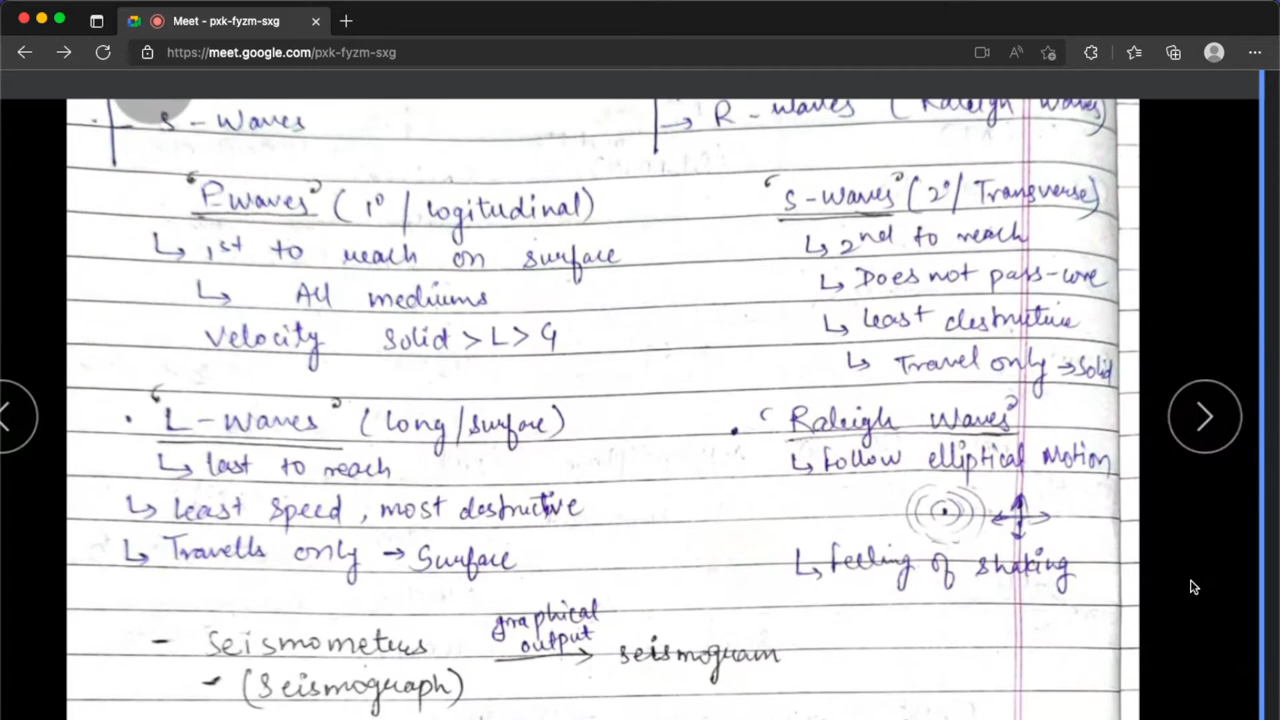 Meet - pxk-fyzm-sxg
https://meet.google.com/pxk-fyzm-sxg
S - Waves
→ R - waves (Raleigh Waves)
"P-waves" (1° / logitudinal)
↳ 1st to reach on surface
↳ All mediums
Velocity Solid > L > G
"S-waves" (2°/ Transverse)
↳ 2nd to reach
↳ Does not pass-core
↳ least destructive
↳ Travel only → Solid
• "L-waves" (long/surface)
↳ last to reach
↳ least speed, most destructive
↳ Travells only → Surface
• "Raleigh Waves"
↳ follow elliptical Motion
↳ feeling of shaking
- Seismometers graphical output → seismogram
- (Seismograph)